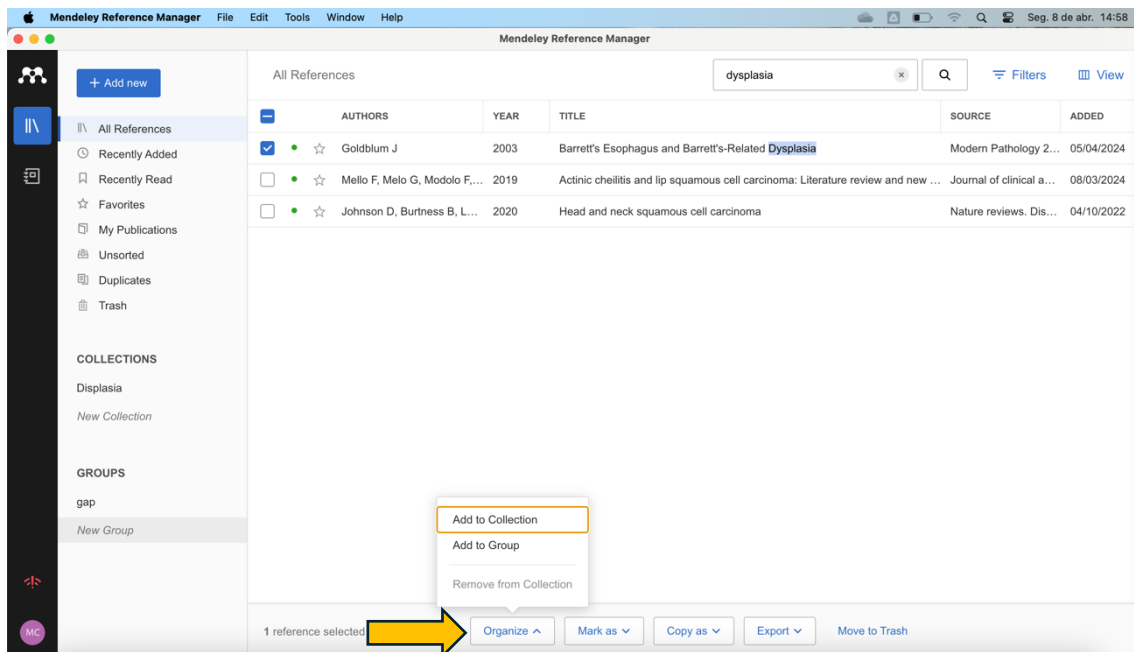 Mendeley Reference Manager File Edit Tools Window Help Seg. 8 de abr. 14:58
Mendeley Reference Manager
+ Add new
All References
Recently Added
Recently Read
Favorites
My Publications
Unsorted
Duplicates
Trash
COLLECTIONS
Displasia
New Collection
GROUPS
gap
New Group
MC
All References dysplasia Filters View
AUTHORS YEAR TITLE SOURCE ADDED
Goldblum J 2003 Barrett's Esophagus and Barrett's-Related Dysplasia Modern Pathology 2... 05/04/2024
Mello F, Melo G, Modolo F,... 2019 Actinic cheilitis and lip squamous cell carcinoma: Literature review and new ... Journal of clinical a... 08/03/2024
Johnson D, Burtness B, L... 2020 Head and neck squamous cell carcinoma Nature reviews. Dis... 04/10/2022
Add to Collection
Add to Group
Remove from Collection
1 reference selected Organize Mark as Copy as Export Move to Trash